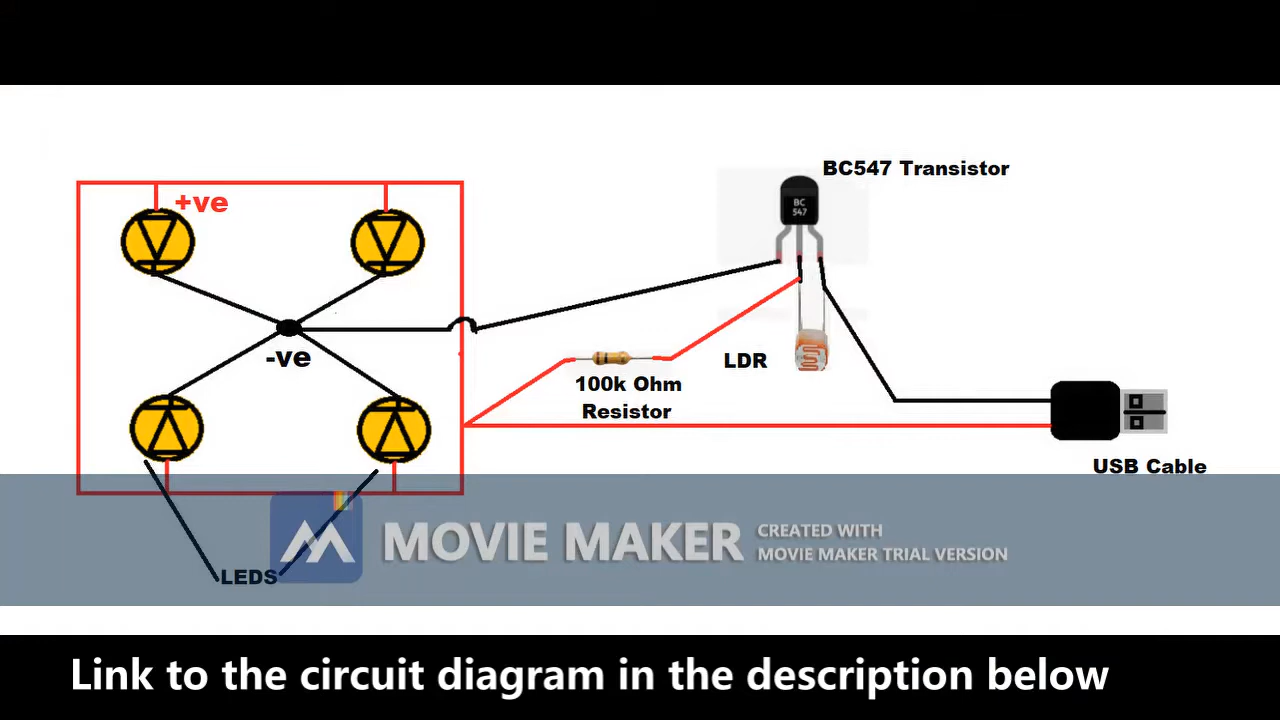 BC547 Transistor
BC
547
+ve
-ve
LDR
100k Ohm
Resistor
USB Cable
MOVIE MAKER
CREATED WITH
MOVIE MAKER TRIAL VERSION
LEDS
Link to the circuit diagram in the description below